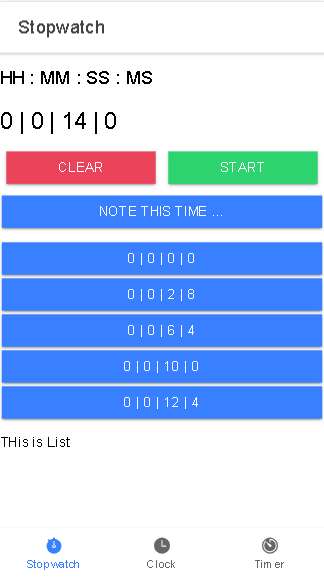 Stopwatch
HH : MM : SS : MS
0 | 0 | 14 | 0
CLEAR START
NOTE THIS TIME ...
0 | 0 | 0 | 0
0 | 0 | 2 | 8
0 | 0 | 6 | 4
0 | 0 | 10 | 0
0 | 0 | 12 | 4
THis is List
Stopwatch Clock Timer